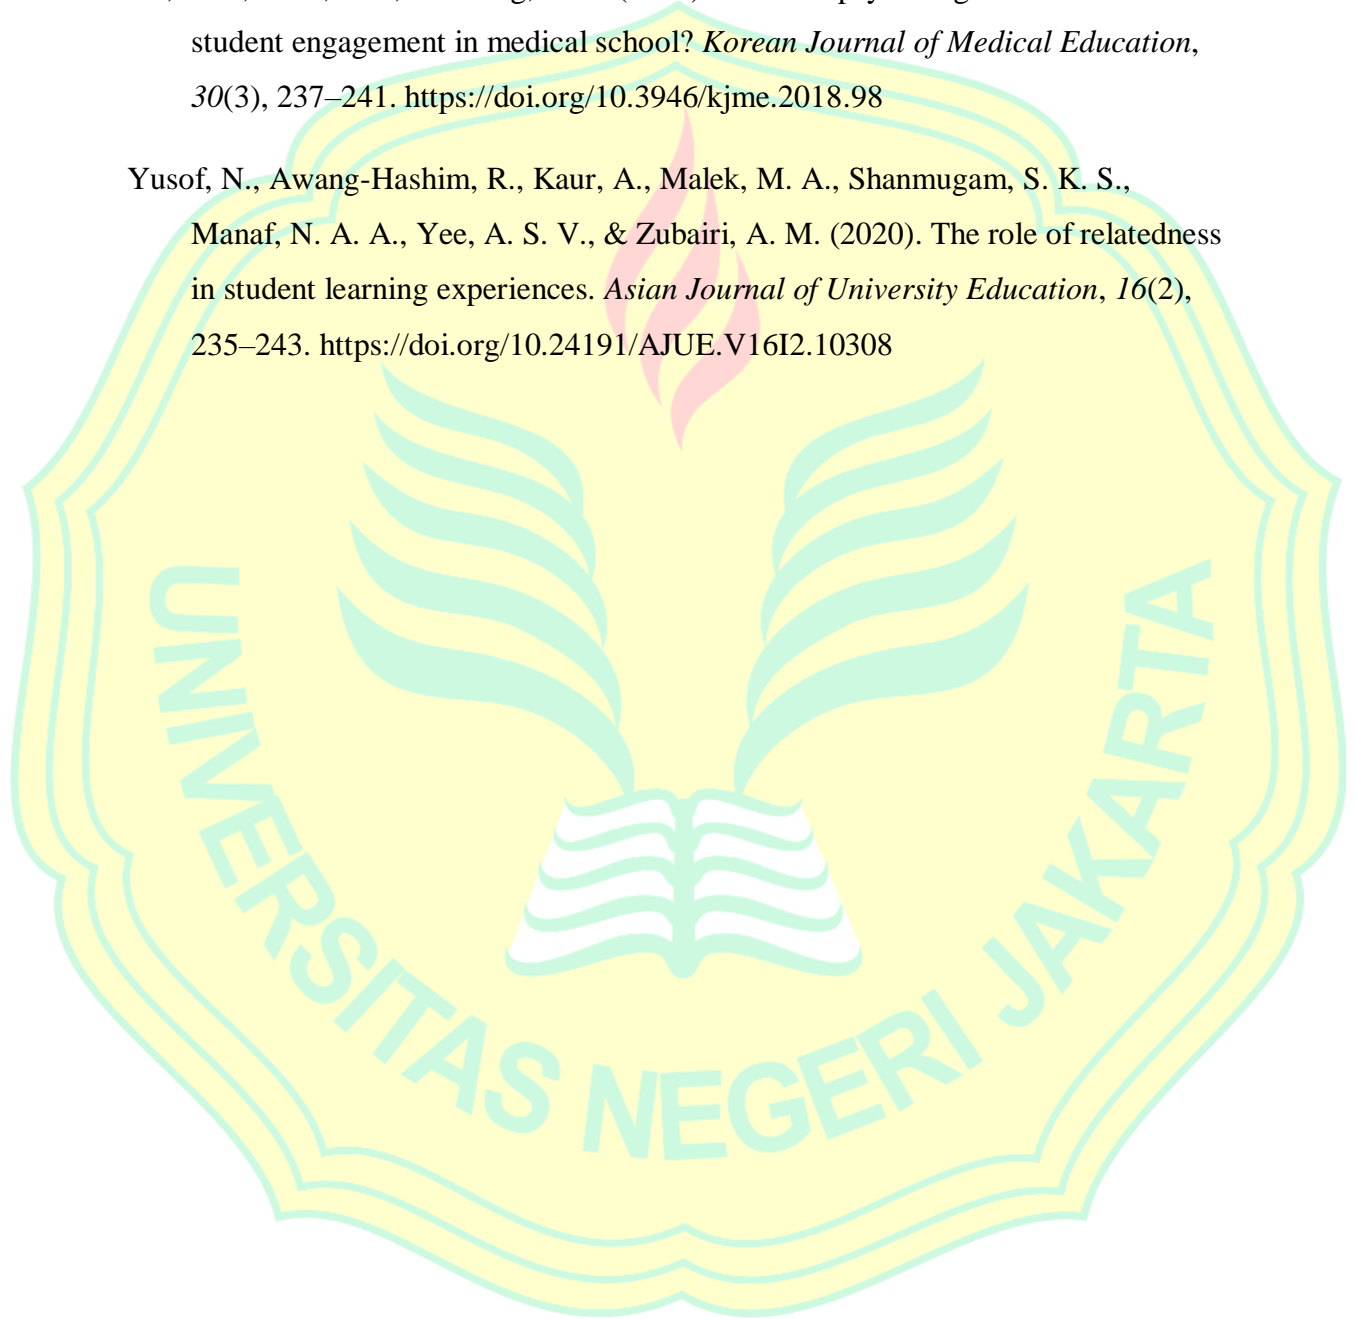 student engagement in medical school? Korean Journal of Medical Education,
30(3), 237–241. https://doi.org/10.3946/kjme.2018.98
Yusof, N., Awang-Hashim, R., Kaur, A., Malek, M. A., Shanmugam, S. K. S.,
Manaf, N. A. A., Yee, A. S. V., & Zubairi, A. M. (2020). The role of relatedness
in student learning experiences. Asian Journal of University Education, 16(2),
235–243. https://doi.org/10.24191/AJUE.V16I2.10308
UNIVERSITAS NEGERI JAKARTA